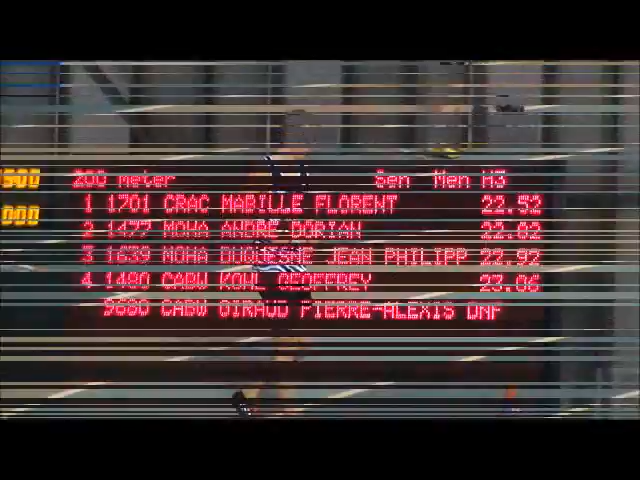 200 meter Sen Men H3
1 1701 CRAC MABILLE FLORENT 22.52
2 1477 MOHA ANDRE DORIAN 22.82
3 1639 MOHA DUQUESNE JEAN PHILIPP 22.92
4 1480 CABW KOHL GEOFFREY 23.06
9680 CABW GIRAUD PIERRE-ALEXIS DNF